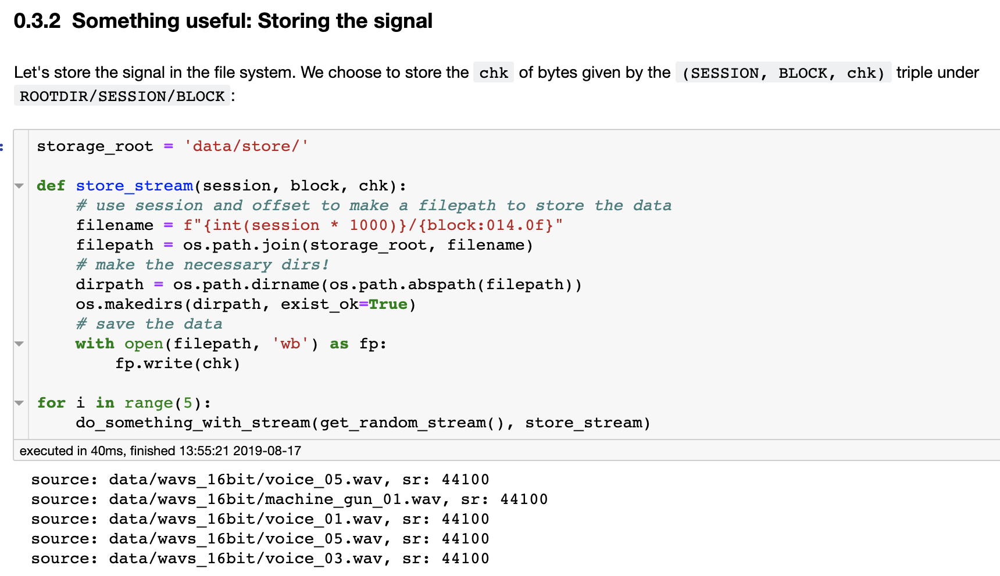 0.3.2 Something useful: Storing the signal
Let's store the signal in the file system. We choose to store the chk of bytes given by the (SESSION, BLOCK, chk) triple under
ROOTDIR/SESSION/BLOCK:
:
storage_root = 'data/store/'
def store_stream(session, block, chk):
    # use session and offset to make a filepath to store the data
    filename = f"{int(session * 1000)}/{block:014.0f}"
    filepath = os.path.join(storage_root, filename)
    # make the necessary dirs!
    dirpath = os.path.dirname(os.path.abspath(filepath))
    os.makedirs(dirpath, exist_ok=True)
    # save the data
    with open(filepath, 'wb') as fp:
        fp.write(chk)
for i in range(5):
    do_something_with_stream(get_random_stream(), store_stream)
executed in 40ms, finished 13:55:21 2019-08-17
source: data/wavs_16bit/voice_05.wav, sr: 44100
source: data/wavs_16bit/machine_gun_01.wav, sr: 44100
source: data/wavs_16bit/voice_01.wav, sr: 44100
source: data/wavs_16bit/voice_05.wav, sr: 44100
source: data/wavs_16bit/voice_03.wav, sr: 44100